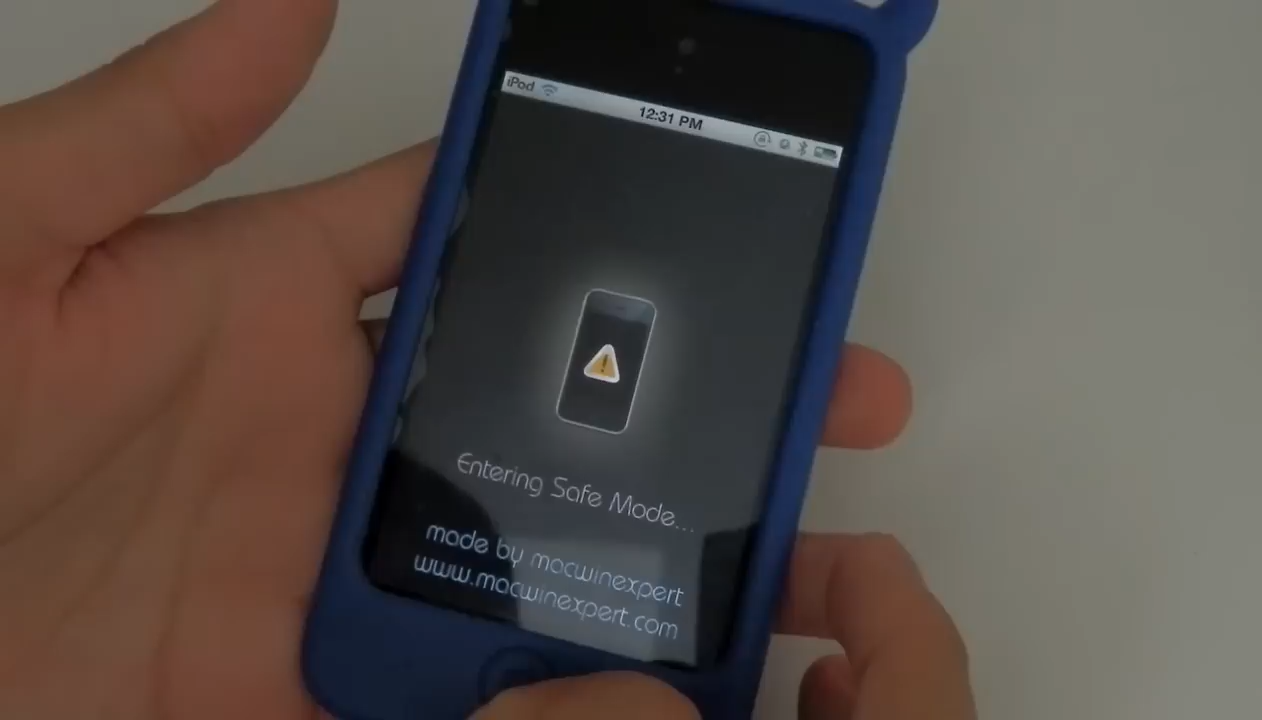 iPod
12:31 PM
Entering Safe Mode...
made by macwinexpert
www.macwinexpert.com